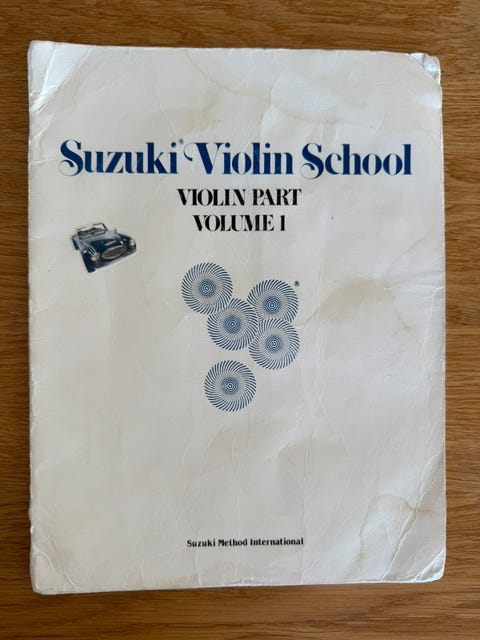 Suzuki® Violin School
VIOLIN PART
VOLUME 1
®
Suzuki Method International